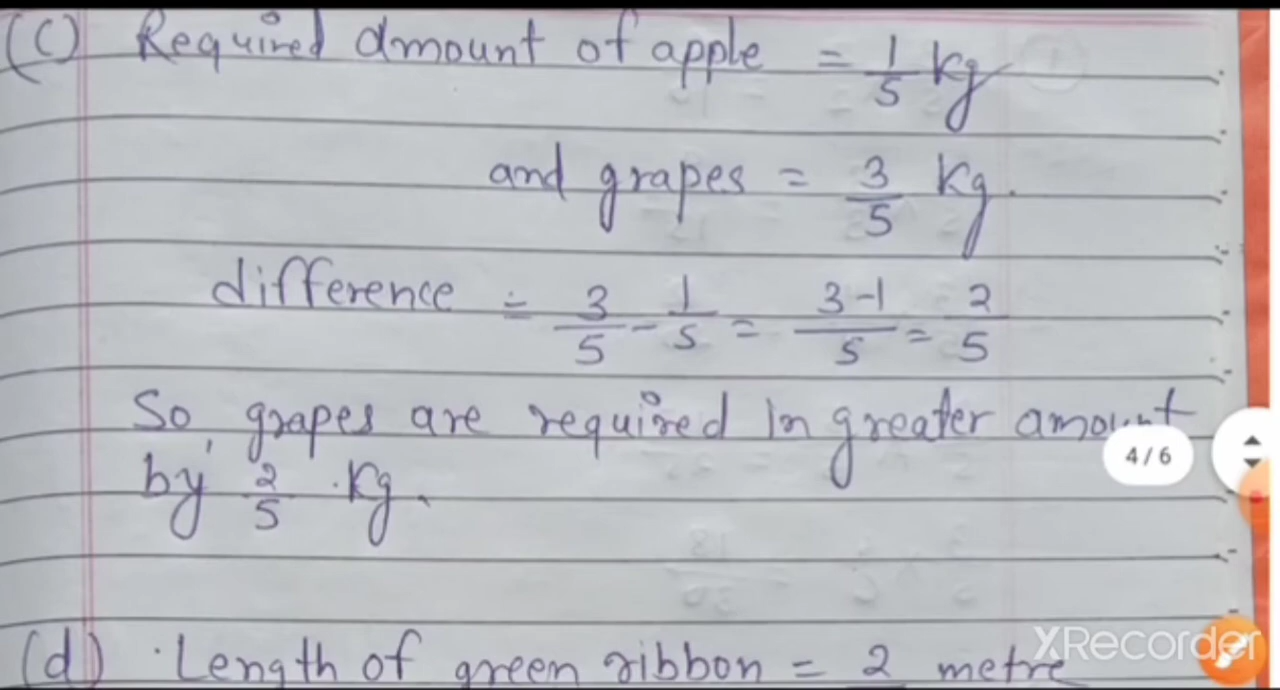 (C) Required amount of apple = 1/5 kg
and grapes = 3/5 kg.
difference = 3/5 - 1/5 = 3-1/5 = 2/5
So, grapes are required in greater amount
4/6
by 2/5 kg.
(d) Length of green ribbon = 2 metre
XRecorder